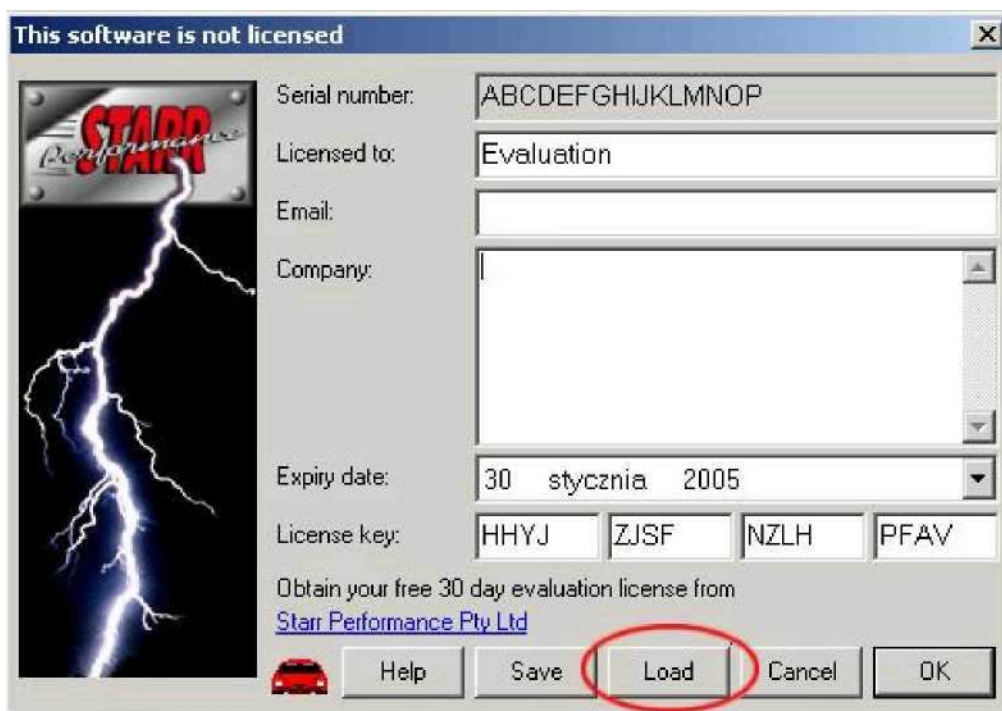 This software is not licensed
STARR
Performance
Serial number: ABCDEFGHIJKLMNOP
Licensed to: Evaluation
Email:
Company:
Expiry date: 30 stycznia 2005
License key: HHYJ ZJSF NZLH PFAV
Obtain your free 30 day evaluation license from
Starr Performance Pty Ltd
Help Save Load Cancel OK